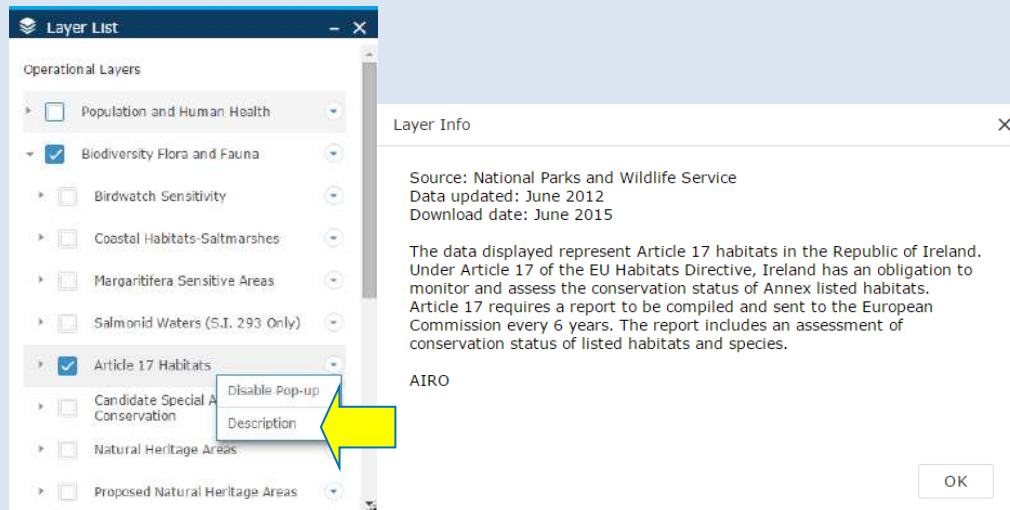 Layer List
Operational Layers
Population and Human Health
Biodiversity Flora and Fauna
Birdwatch Sensitivity
Coastal Habitats-Saltmarshes
Margaritifera Sensitive Areas
Salmonid Waters (S.I. 293 Only)
Article 17 Habitats
Disable Pop-up
Description
Candidate Special A
Conservation
Natural Heritage Areas
Proposed Natural Heritage Areas
Layer Info
Source: National Parks and Wildlife Service
Data updated: June 2012
Download date: June 2015
The data displayed represent Article 17 habitats in the Republic of Ireland.
Under Article 17 of the EU Habitats Directive, Ireland has an obligation to
monitor and assess the conservation status of Annex listed habitats.
Article 17 requires a report to be compiled and sent to the European
Commission every 6 years. The report includes an assessment of
conservation status of listed habitats and species.
AIRO
OK